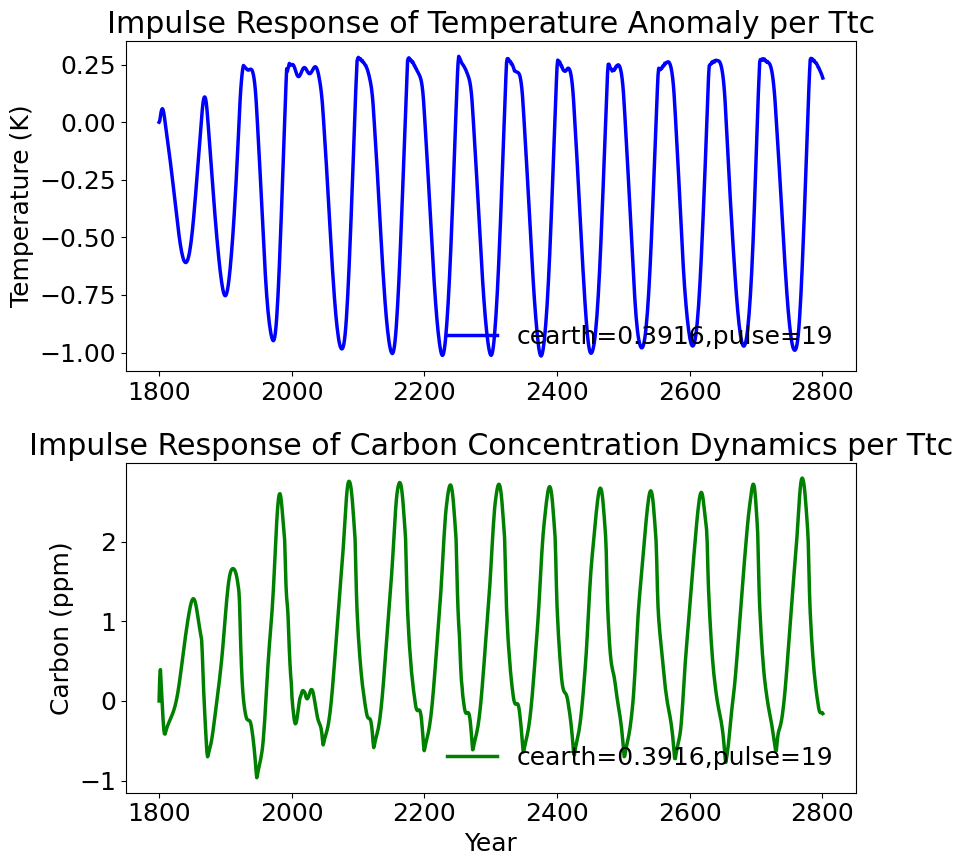 Impulse Response of Temperature Anomaly per Ttc
Temperature (K)
0.25
0.00
−0.25
−0.50
−0.75
−1.00
cearth=0.3916,pulse=19
1800 2000 2200 2400 2600 2800
Impulse Response of Carbon Concentration Dynamics per Ttc
Carbon (ppm)
2
1
0
−1
cearth=0.3916,pulse=19
1800 2000 2200 2400 2600 2800
Year